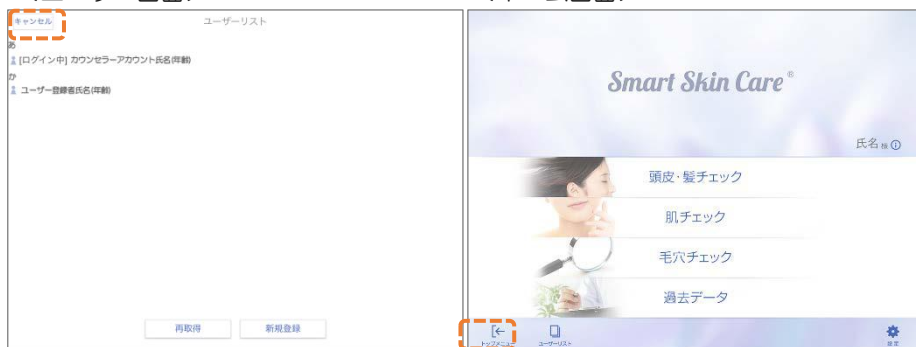 キャンセル
ユーザーリスト
あ
[ログイン中] カウンセラーアカウント氏名(年齢)
か
ユーザー登録者氏名(年齢)
再取得
新規登録
Smart Skin Care®
氏名 様
頭皮・髪チェック
肌チェック
毛穴チェック
過去データ
トップメニュー
ユーザーリスト
設定